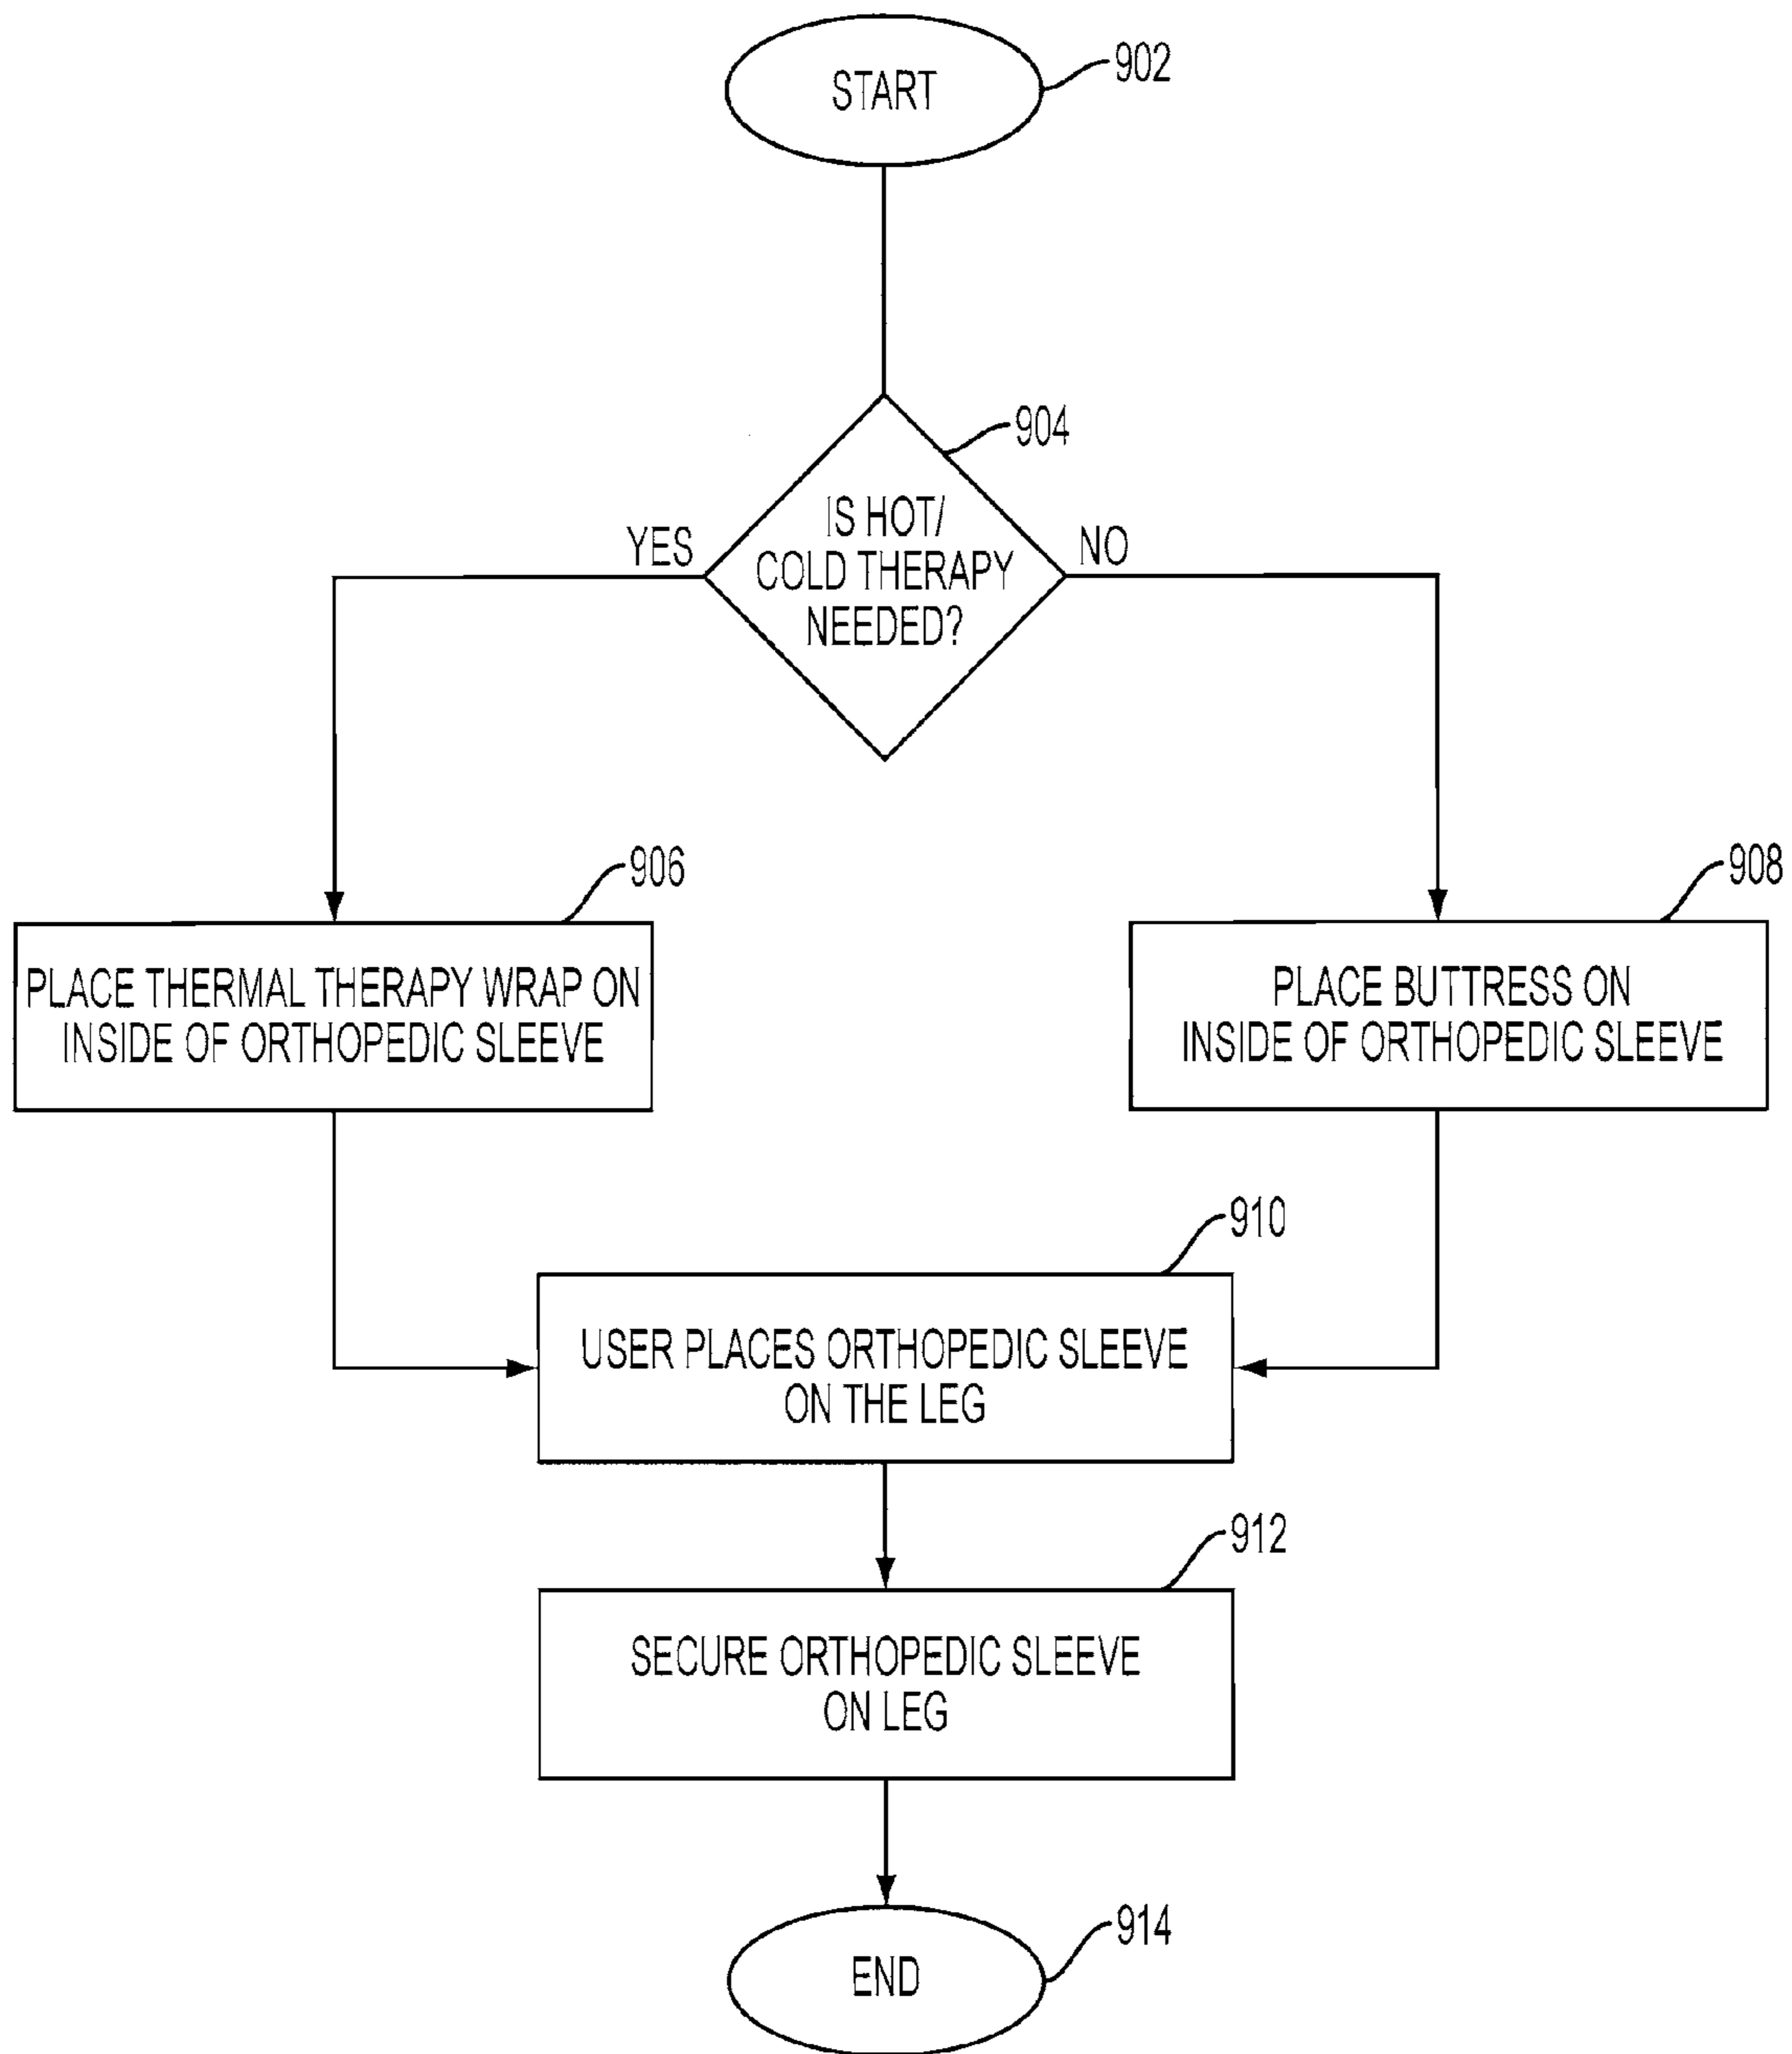 START
902
904
IS HOT/
COLD THERAPY
NEEDED?
YES
NO
906
908
PLACE THERMAL THERAPY WRAP ON
INSIDE OF ORTHOPEDIC SLEEVE
PLACE BUTTRESS ON
INSIDE OF ORTHOPEDIC SLEEVE
910
USER PLACES ORTHOPEDIC SLEEVE
ON THE LEG
912
SECURE ORTHOPEDIC SLEEVE
ON LEG
914
END